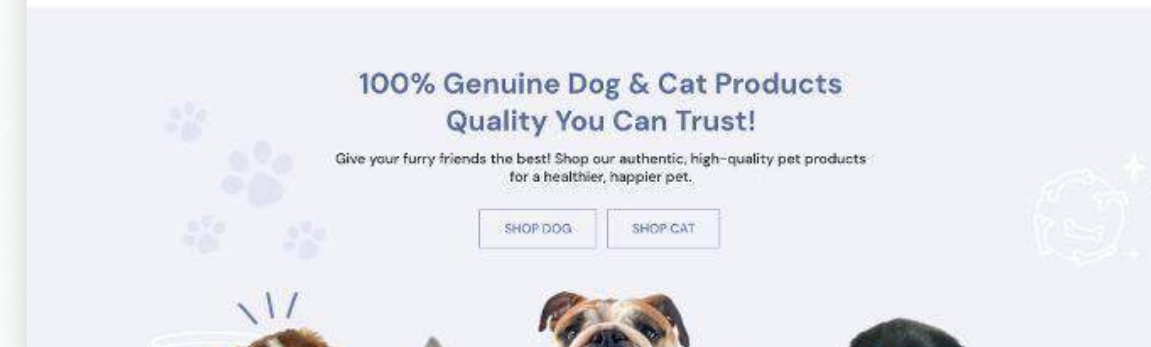 100% Genuine Dog & Cat Products
Quality You Can Trust!
Give your furry friends the best! Shop our authentic, high-quality pet products
for a healthier, happier pet.
SHOP DOG
SHOP CAT